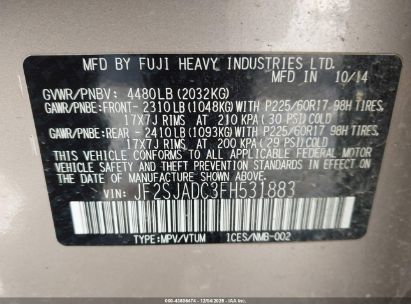 MFD. BY FUJI HEAVY INDUSTRIES LTD.
MFD IN 10/14
GVWR/PNBV: 4480LB (2032KG)
GAWR/PNBE:FRONT- 2310LB (1048KG)WITH P225/60R17 98H TIRES,
17X7J RIMS AT 210 KPA (30 PSI)COLD
GAWR/PNBE:REAR - 2410LB (1093KG)WITH P225/60R17 98H TIRES,
17X7J RIMS AT 200 KPA (29 PSI)COLD
THIS VEHICLE CONFORMS TO ALL APPLICABLE FEDERAL MOTOR
VEHICLE SAFETY AND BUMPER STANDARDS IN EFFECT ON THE
DATE OF MANUFACTURE SHOWN ABOVE.
VIN: JF2SJADC3FH531883
TYPE:MPV/VTUM ICES/NMB-002